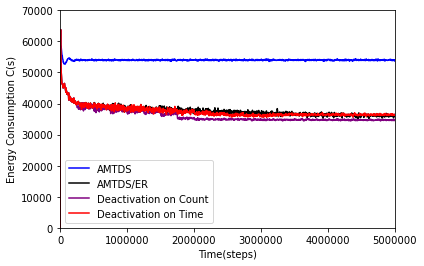 70000
60000
50000
40000
30000
20000
10000
0
Energy Consumption C(s)
AMTDS
AMTDS/ER
Deactivation on Count
Deactivation on Time
0 1000000 2000000 3000000 4000000 5000000
Time(steps)